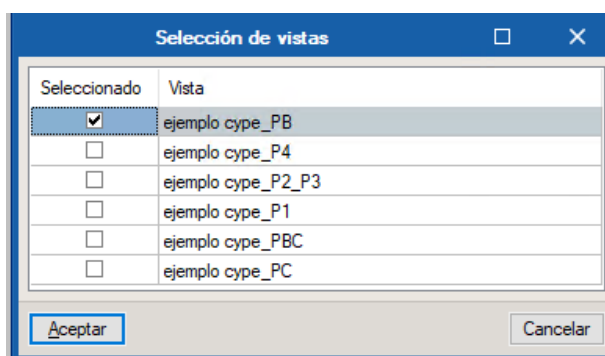 Selección de vistas
Seleccionado Vista
ejemplo cype_PB
ejemplo cype_P4
ejemplo cype_P2_P3
ejemplo cype_P1
ejemplo cype_PBC
ejemplo cype_PC
Aceptar Cancelar